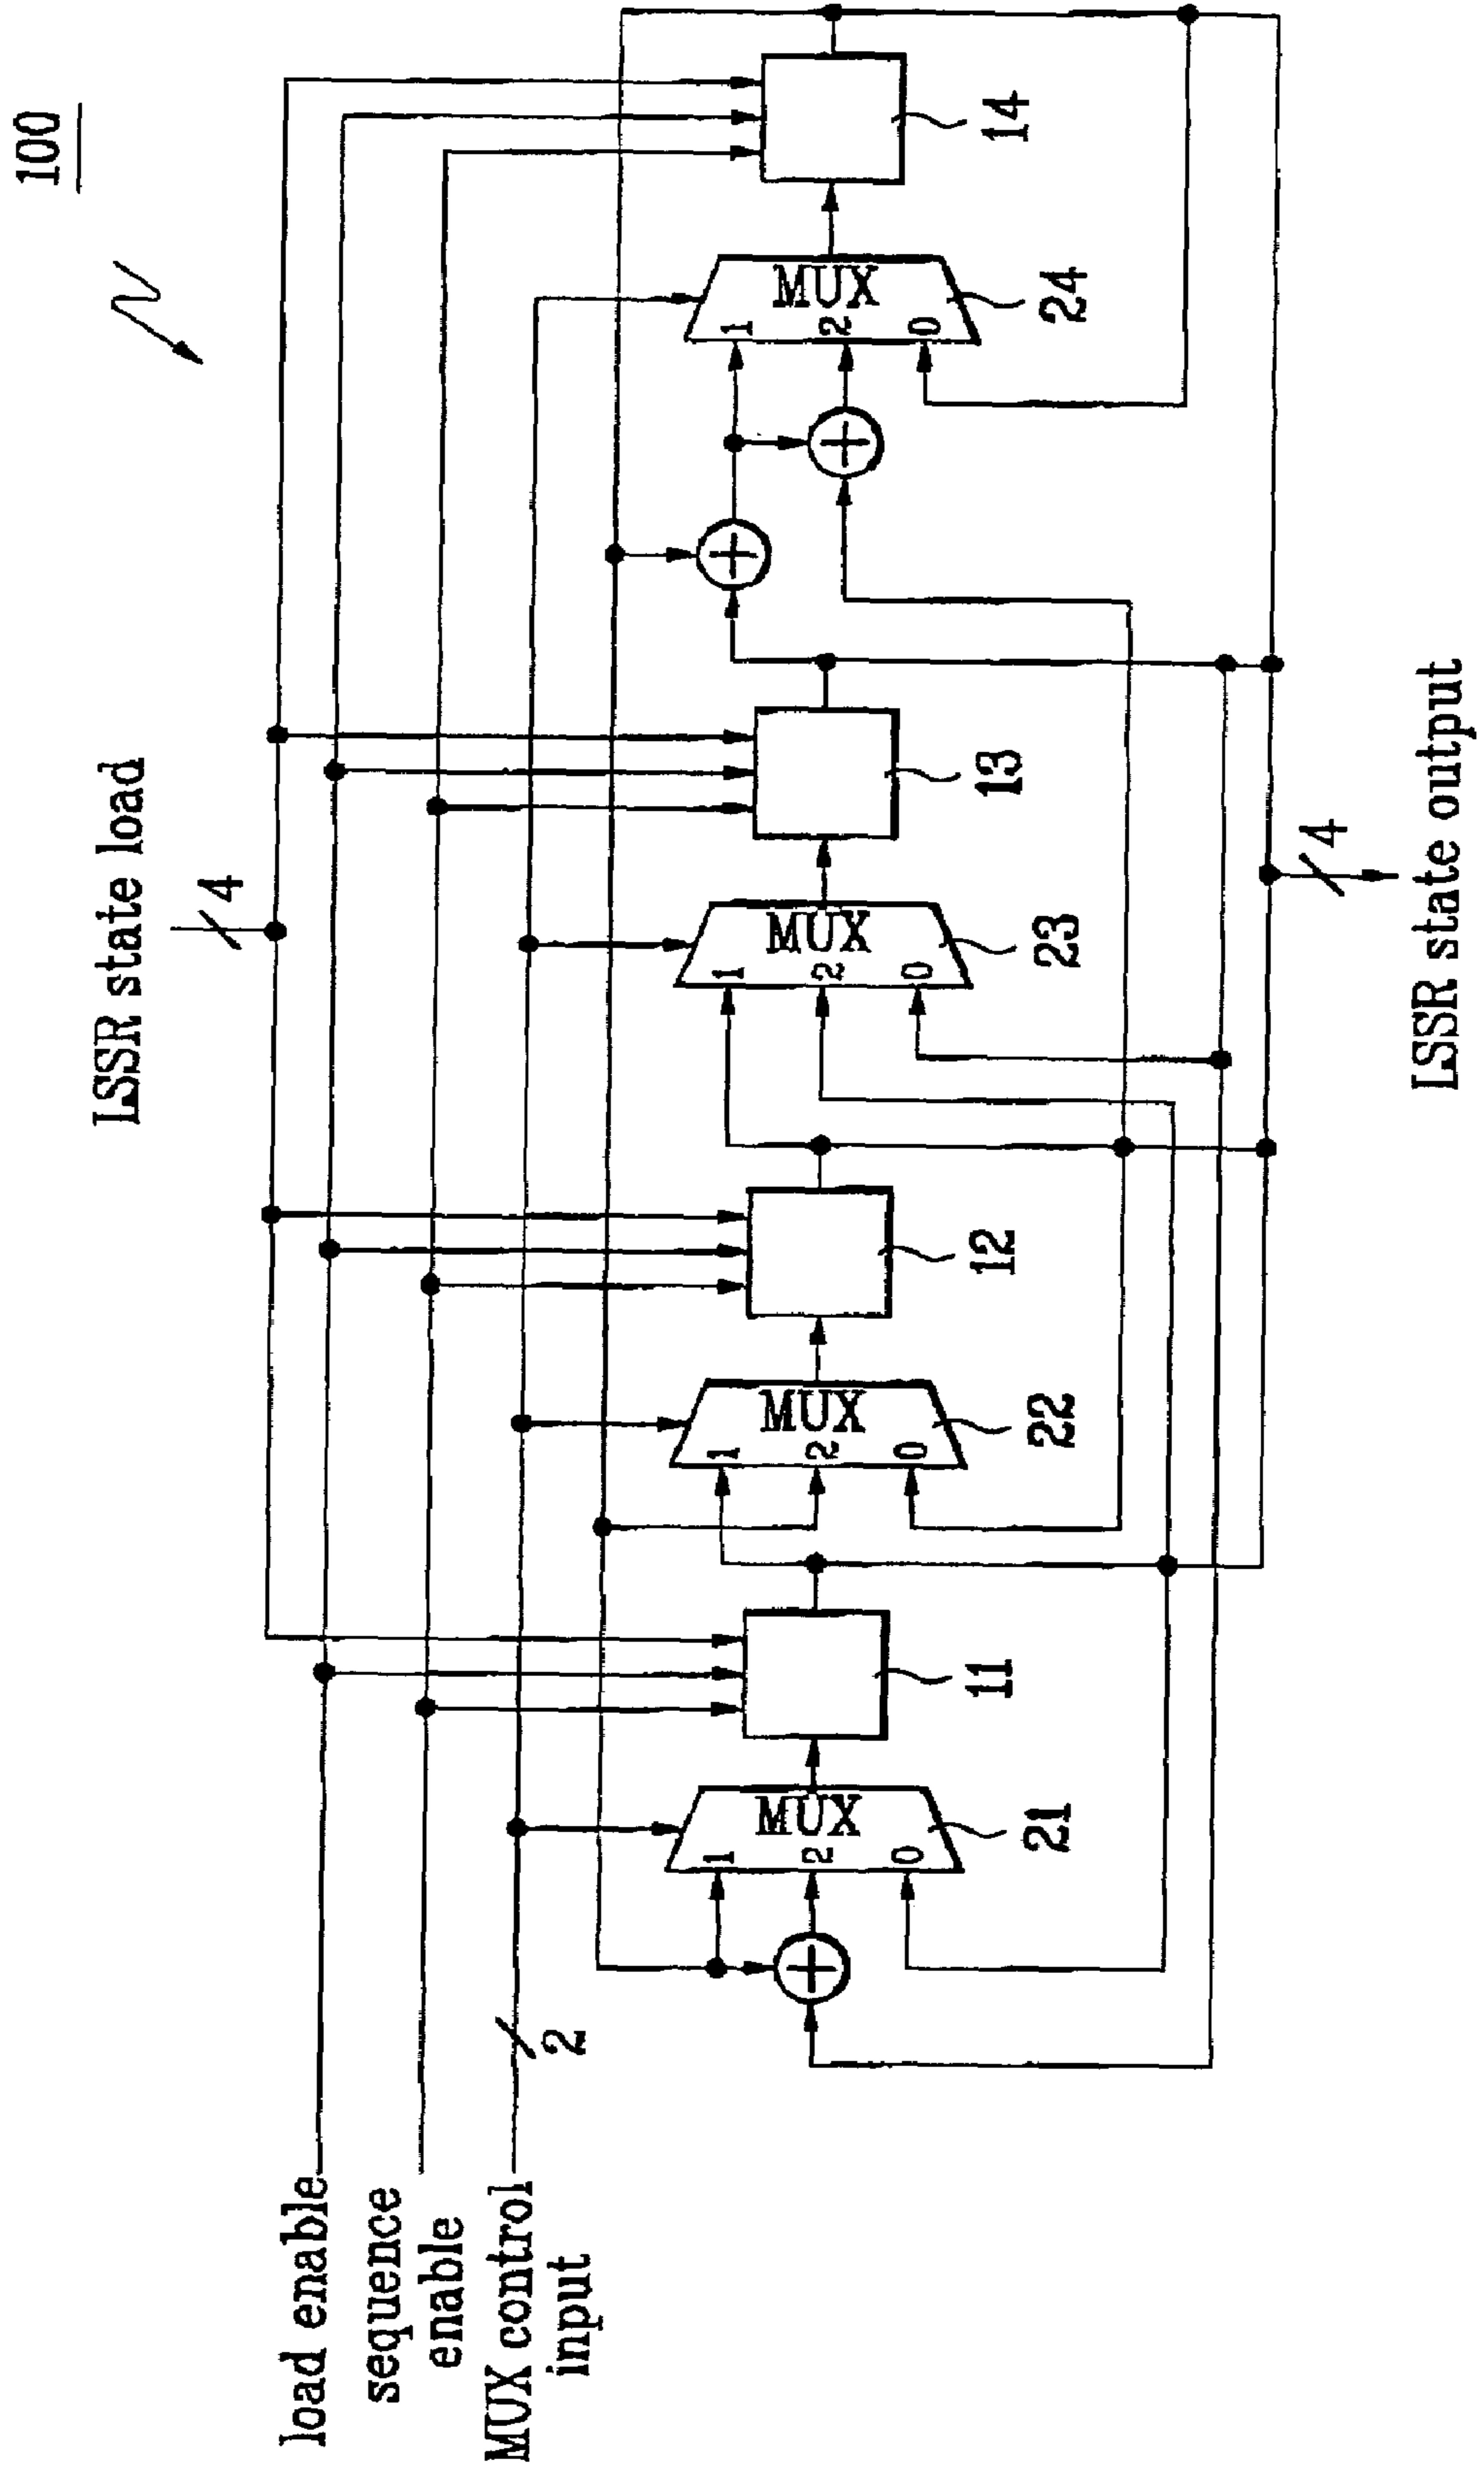 100
LSSR state load
4
load enable
sequence
enable
MUX control
input
2
MUX
1
2
0
21
11
MUX
1
2
0
22
12
MUX
1
2
0
23
13
MUX
1
2
0
24
14
4
LSSR state output